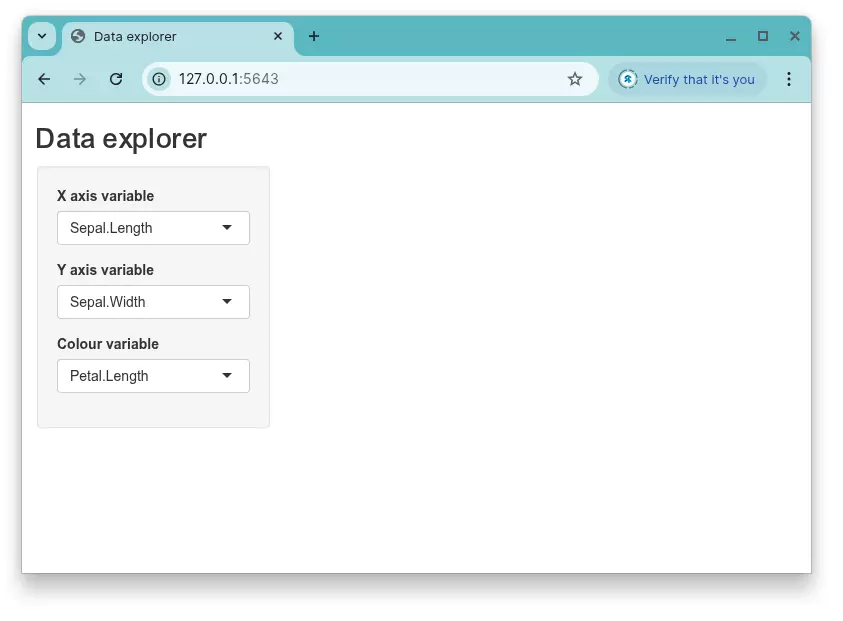 Data explorer
127.0.0.1:5643
Verify that it's you
Data explorer
X axis variable
Sepal.Length
Y axis variable
Sepal.Width
Colour variable
Petal.Length